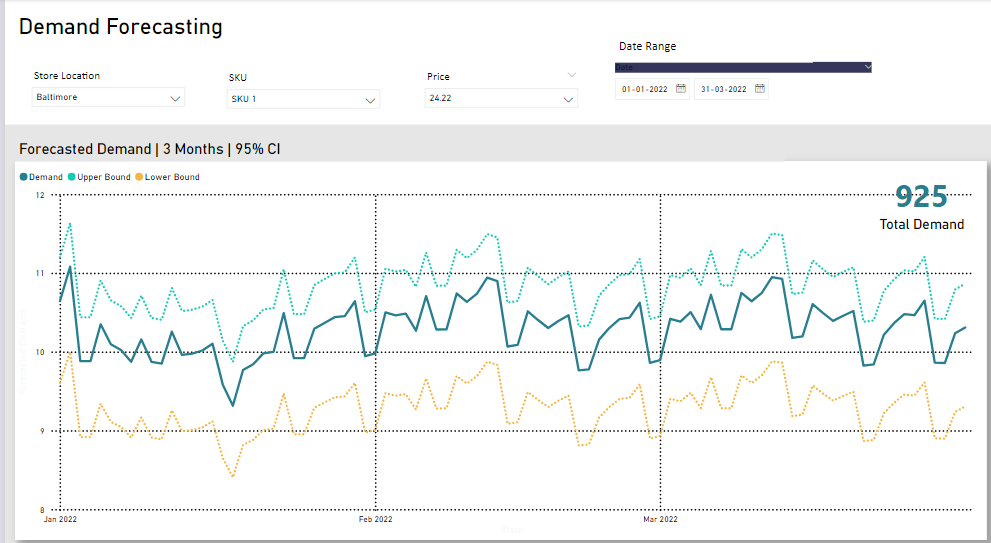 Demand Forecasting
Date Range
Store Location
SKU
Price
Date
Baltimore
SKU 1
24.22
01-01-2022
31-03-2022
Forecasted Demand | 3 Months | 95% CI
Demand
Upper Bound
Lower Bound
925
Total Demand
12
11
10
9
8
Jan 2022
Feb 2022
Mar 2022